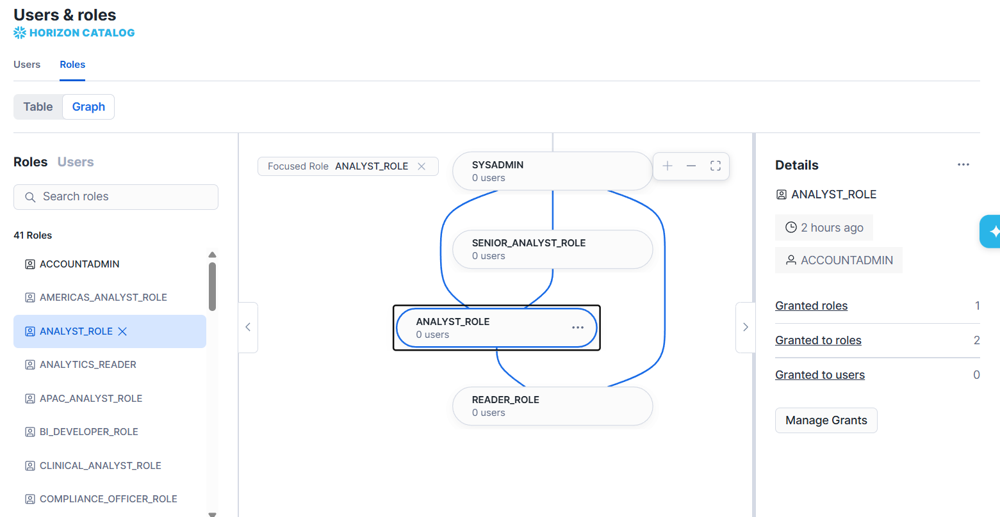 Users & roles
HORIZON CATALOG
Users Roles
Table Graph
Roles Users
Search roles
41 Roles
ACCOUNTADMIN
AMERICAS_ANALYST_ROLE
ANALYST_ROLE
ANALYTICS_READER
APAC_ANALYST_ROLE
BI_DEVELOPER_ROLE
CLINICAL_ANALYST_ROLE
COMPLIANCE_OFFICER_ROLE
Focused Role ANALYST_ROLE
SYSADMIN
0 users
SENIOR_ANALYST_ROLE
0 users
ANALYST_ROLE
0 users
READER_ROLE
0 users
Details
ANALYST_ROLE
2 hours ago
ACCOUNTADMIN
Granted roles 1
Granted to roles 2
Granted to users 0
Manage Grants